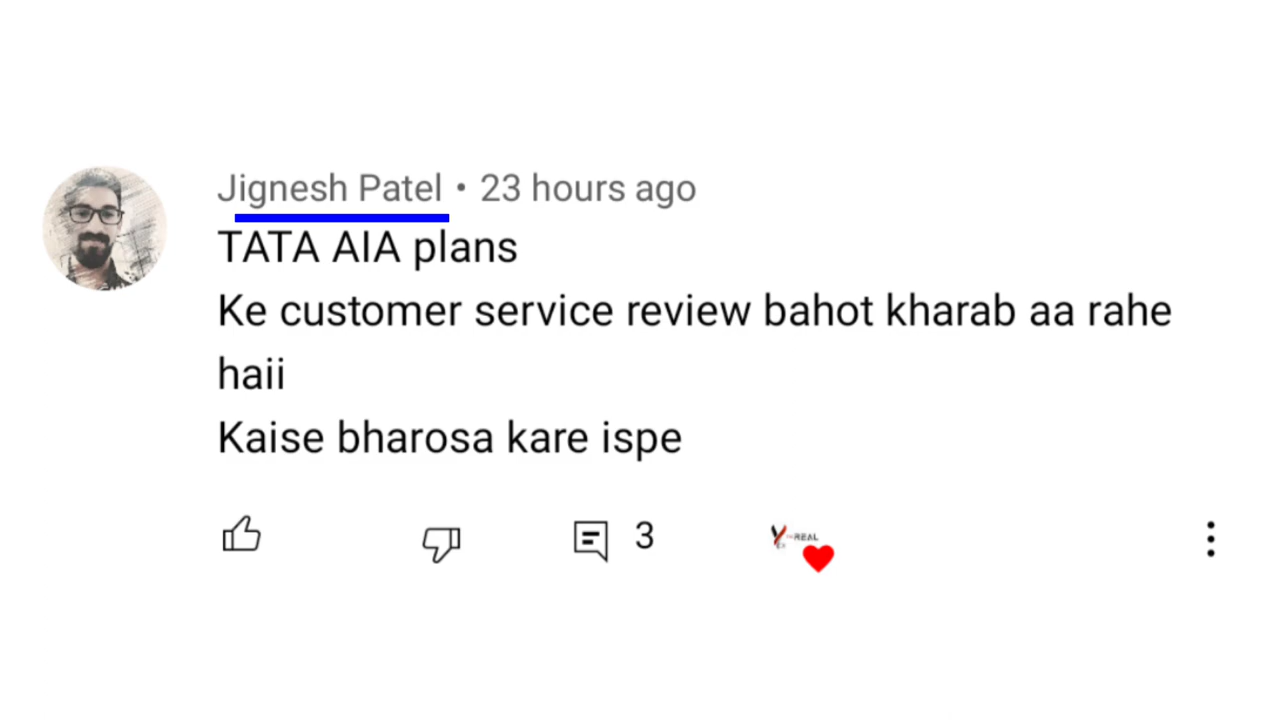 Jignesh Patel • 23 hours ago
TATA AIA plans
Ke customer service review bahot kharab aa rahe
haii
Kaise bharosa kare ispe
3
REAL